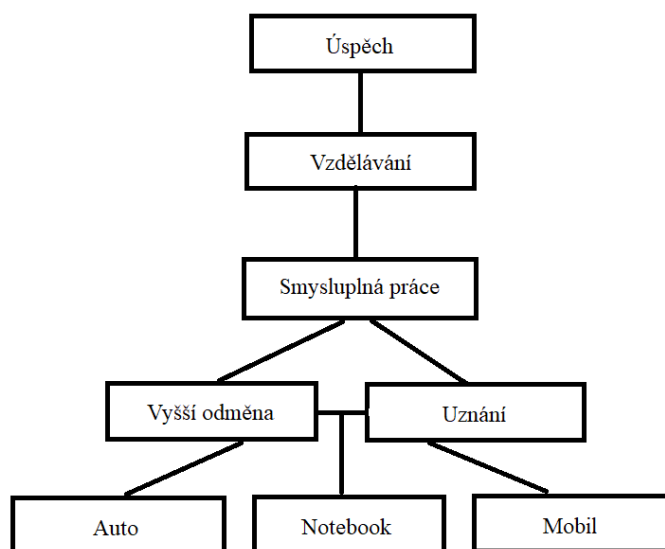 Úspěch
Vzdělávání
Smysluplná práce
Vyšší odměna
Uznání
Auto
Notebook
Mobil